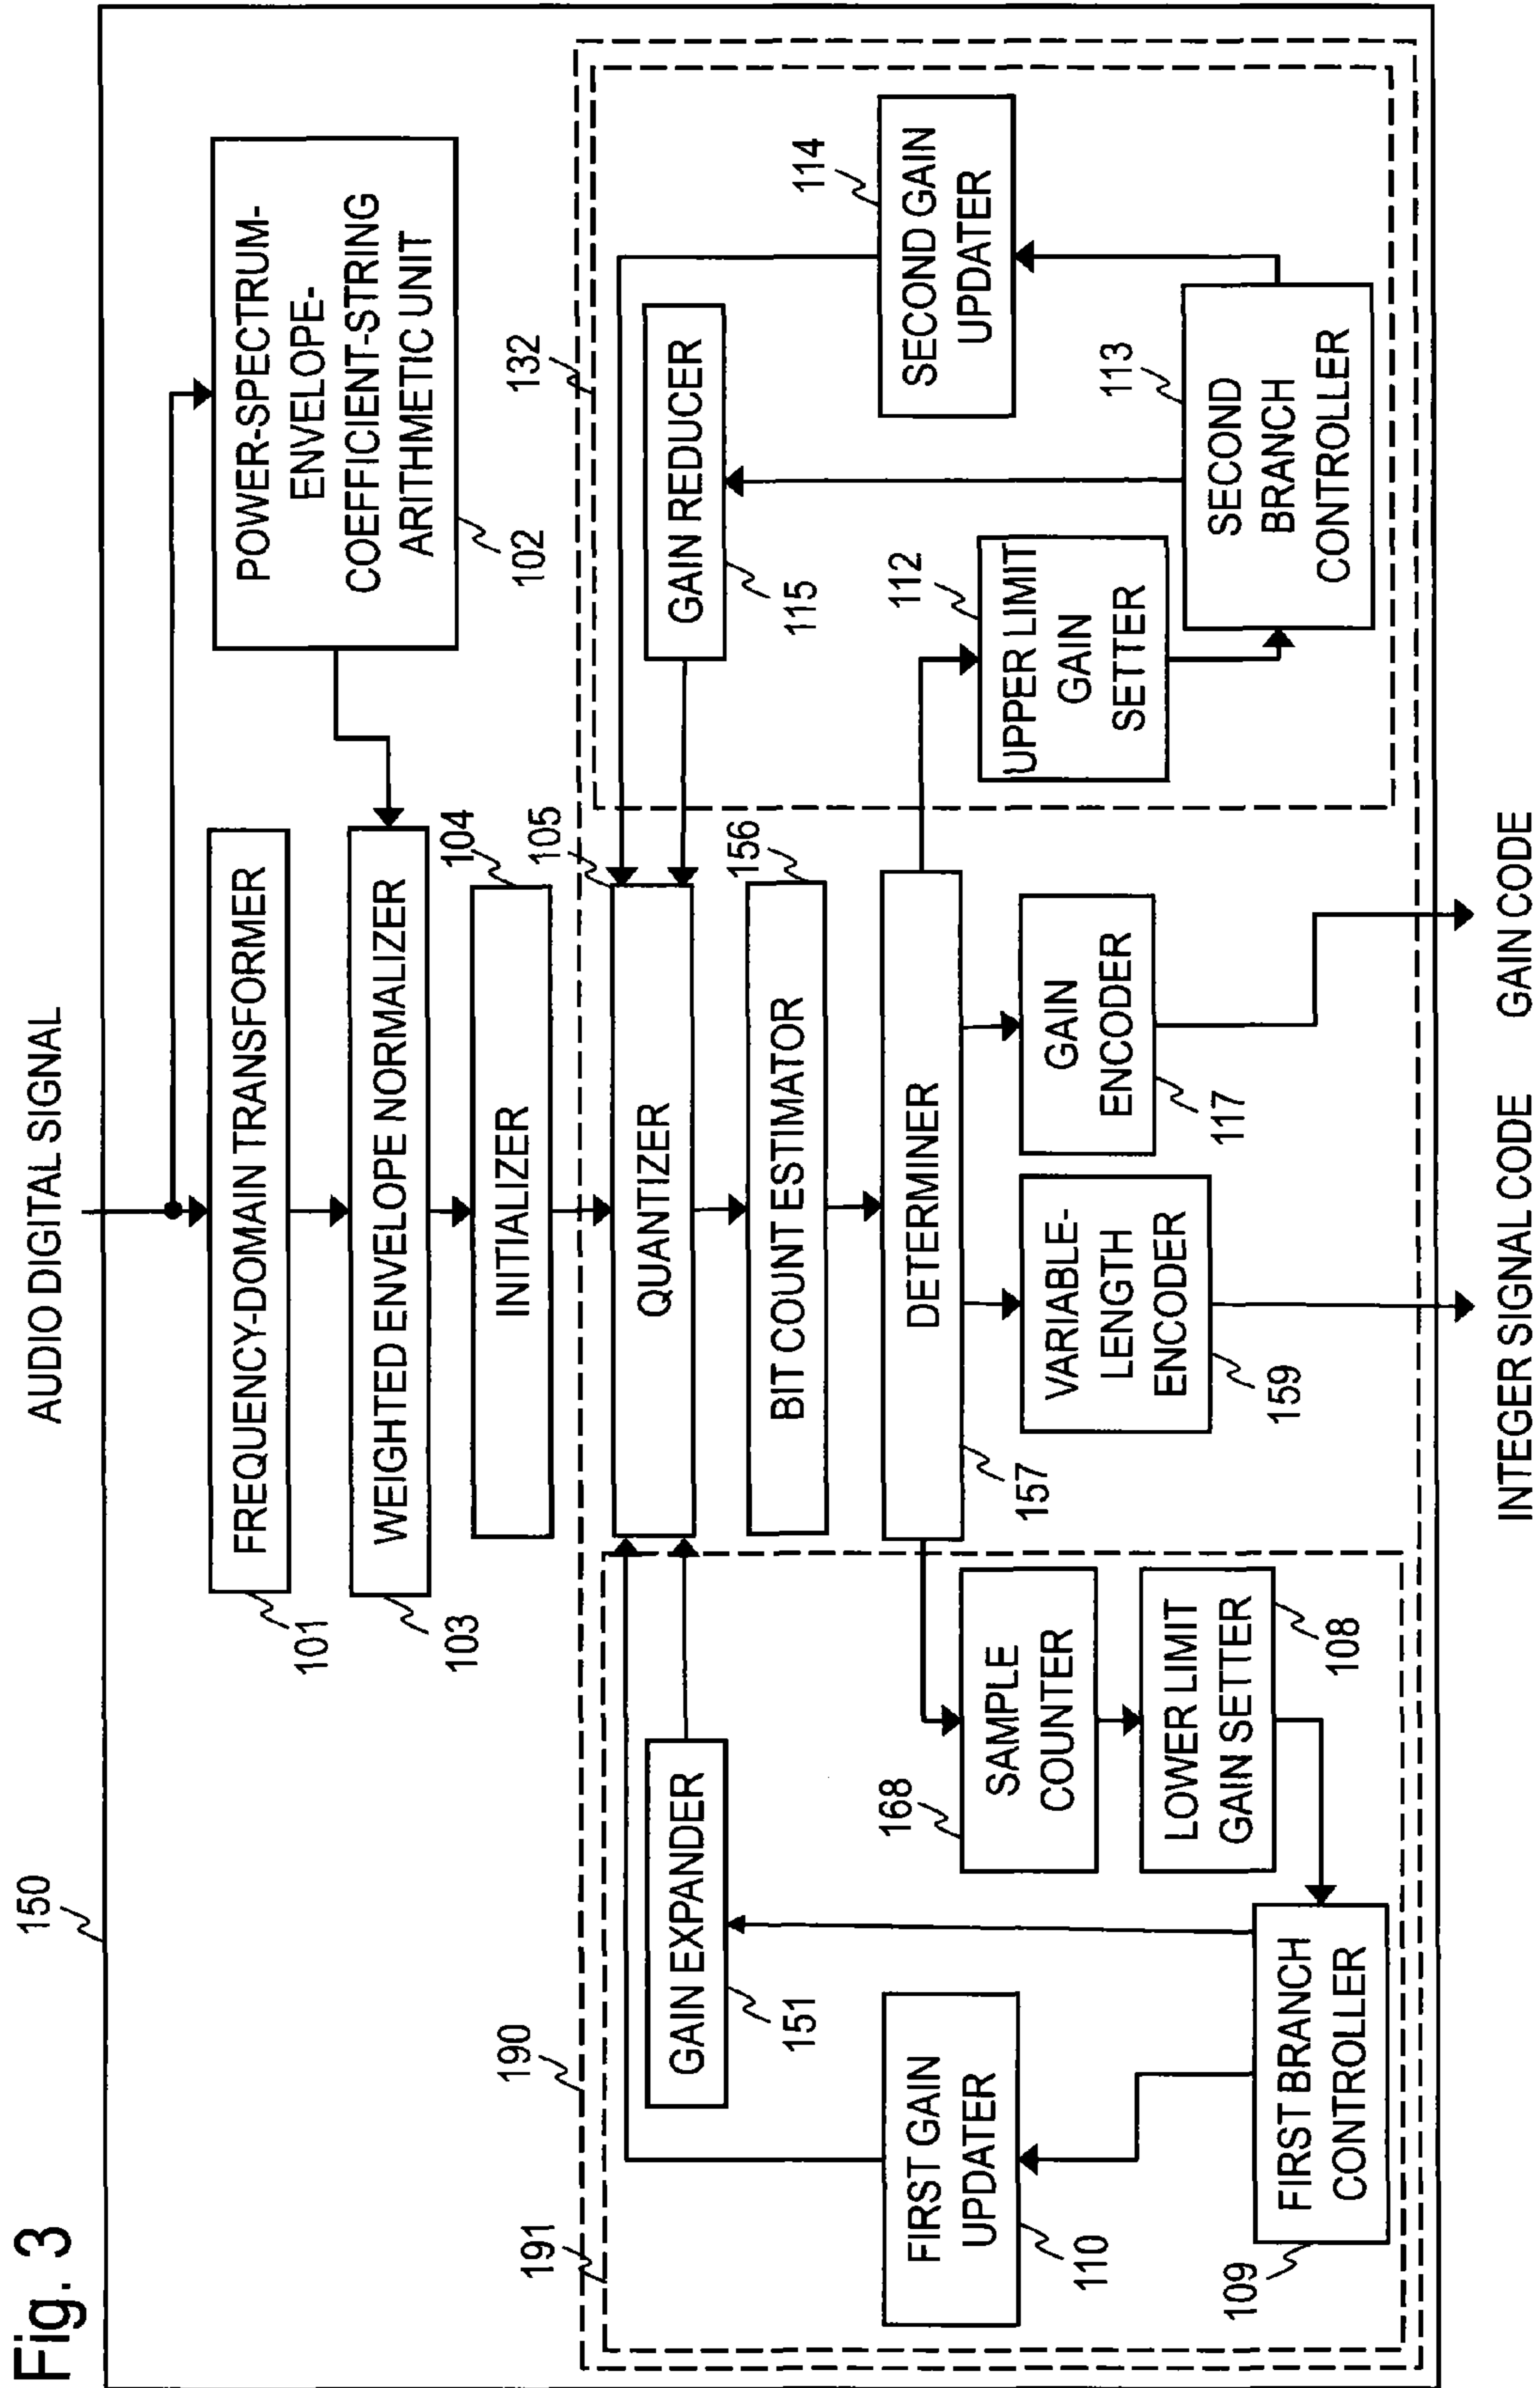 Fig. 3
150
AUDIO DIGITAL SIGNAL
FREQUENCY-DOMAIN TRANSFORMER
101
POWER-SPECTRUM-
ENVELOPE-
COEFFICIENT-STRING
ARITHMETIC UNIT
102
WEIGHTED ENVELOPE NORMALIZER
103
INITIALIZER
104
190
191
132
QUANTIZER
105
BIT COUNT ESTIMATOR
156
DETERMINER
157
GAIN EXPANDER
151
FIRST GAIN
UPDATER
110
SAMPLE
COUNTER
168
LOWER LIMIT
GAIN SETTER
108
FIRST BRANCH
CONTROLLER
109
VARIABLE-
LENGTH
ENCODER
159
GAIN
ENCODER
117
GAIN REDUCER
115
SECOND GAIN
UPDATER
114
UPPER LIMIT
GAIN
SETTER
112
SECOND
BRANCH
CONTROLLER
113
INTEGER SIGNAL CODE
GAIN CODE